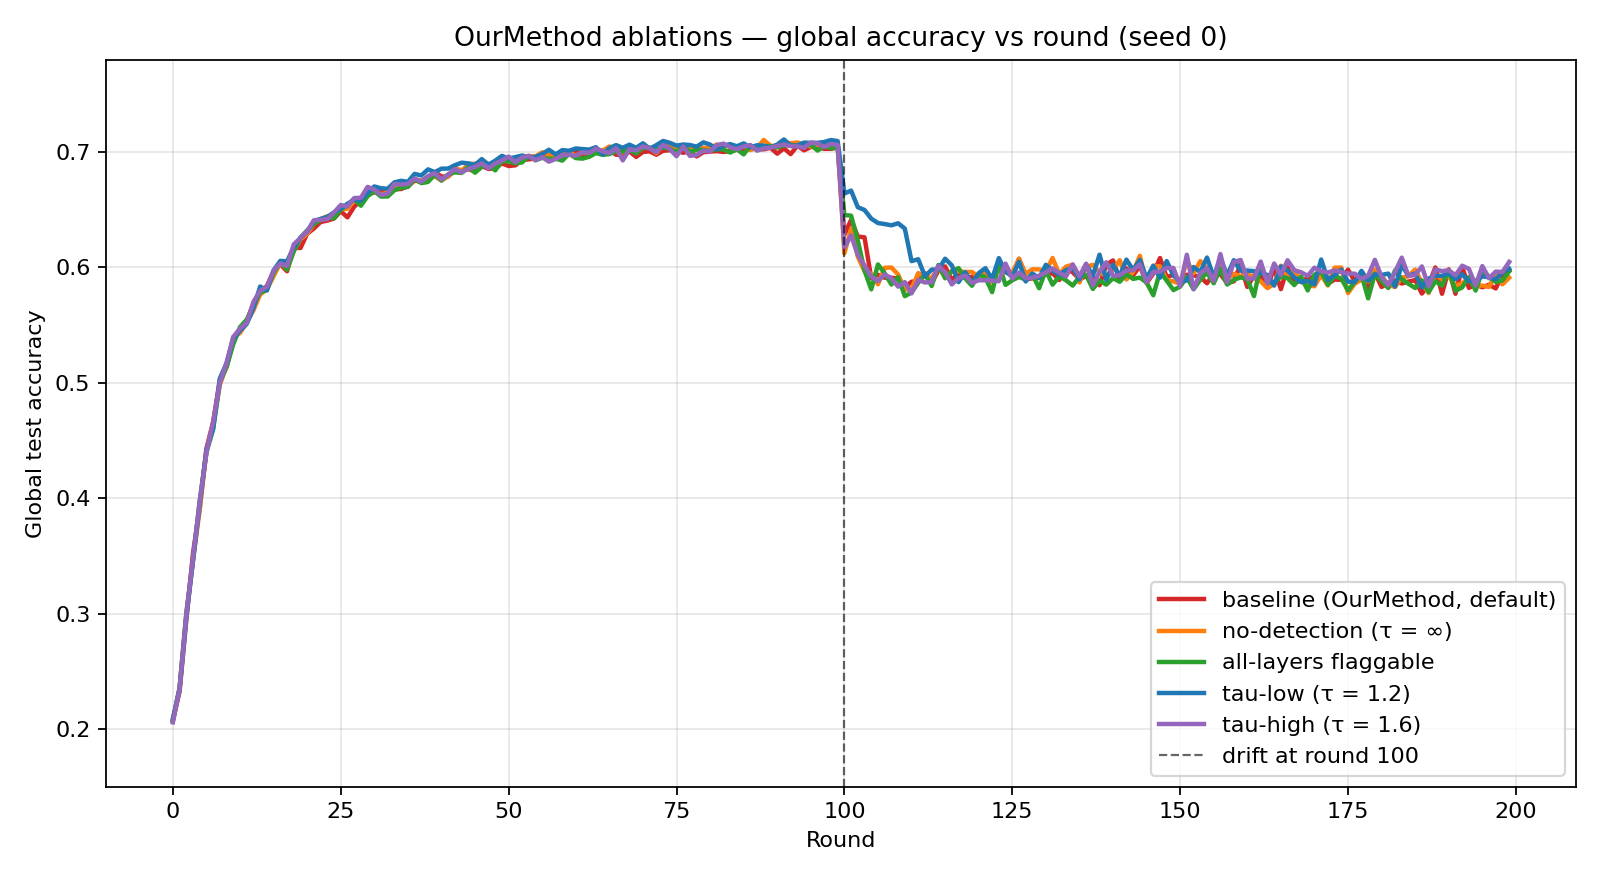 OurMethod ablations — global accuracy vs round (seed 0)
Global test accuracy
0.7
0.6
0.5
0.4
0.3
0.2
0 25 50 75 100 125 150 175 200
Round
baseline (OurMethod, default)
no-detection (τ = ∞)
all-layers flaggable
tau-low (τ = 1.2)
tau-high (τ = 1.6)
drift at round 100